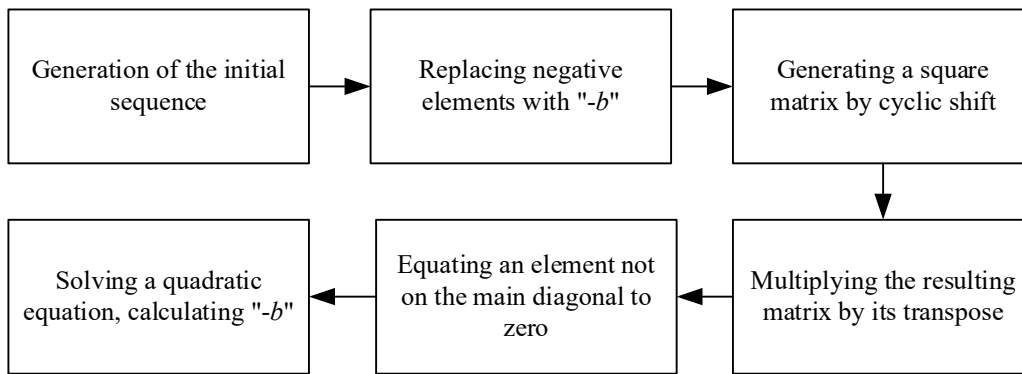 Generation of the initial
sequence
Replacing negative
elements with "-b"
Generating a square
matrix by cyclic shift
Multiplying the resulting
matrix by its transpose
Equating an element not
on the main diagonal to
zero
Solving a quadratic
equation, calculating "-b"